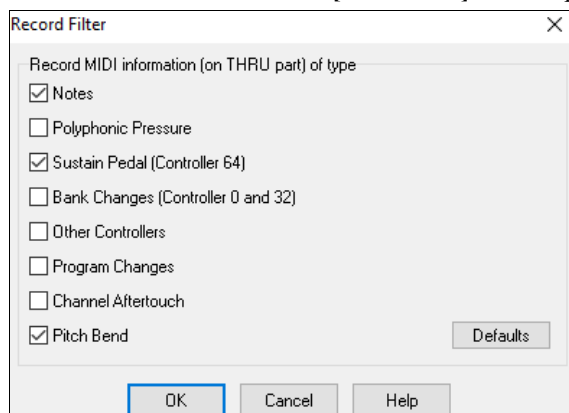 Record Filter
Record MIDI information (on THRU part) of type
Notes
Polyphonic Pressure
Sustain Pedal (Controller 64)
Bank Changes (Controller 0 and 32)
Other Controllers
Program Changes
Channel Aftertouch
Pitch Bend
Defaults
OK Cancel Help